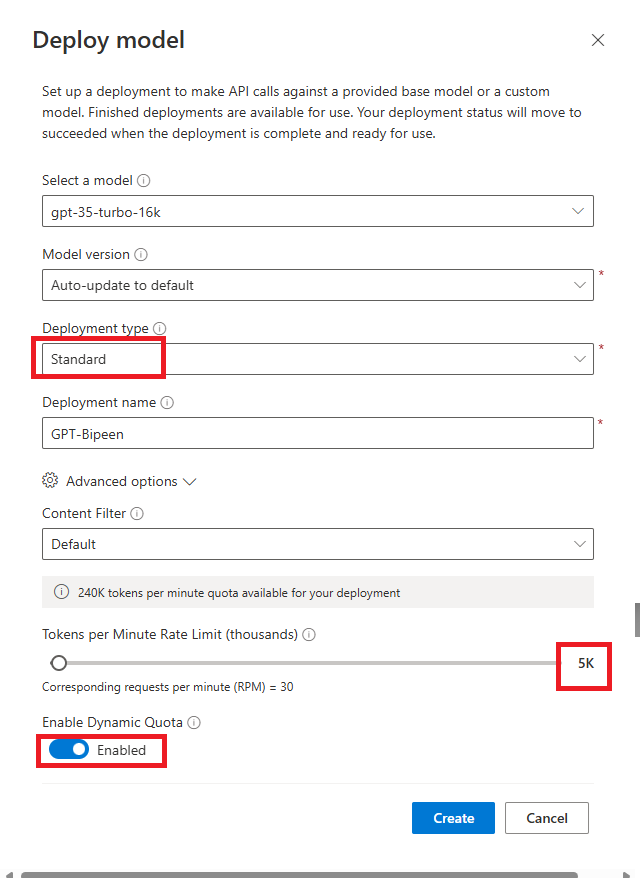 Deploy model
Set up a deployment to make API calls against a provided base model or a custom
model. Finished deployments are available for use. Your deployment status will move to
succeeded when the deployment is complete and ready for use.
Select a model
gpt-35-turbo-16k
Model version
Auto-update to default
*
Deployment type
Standard
*
Deployment name
GPT-Bipeen
*
Advanced options
Content Filter
Default
240K tokens per minute quota available for your deployment
Tokens per Minute Rate Limit (thousands)
5K
Corresponding requests per minute (RPM) = 30
Enable Dynamic Quota
Enabled
Create Cancel